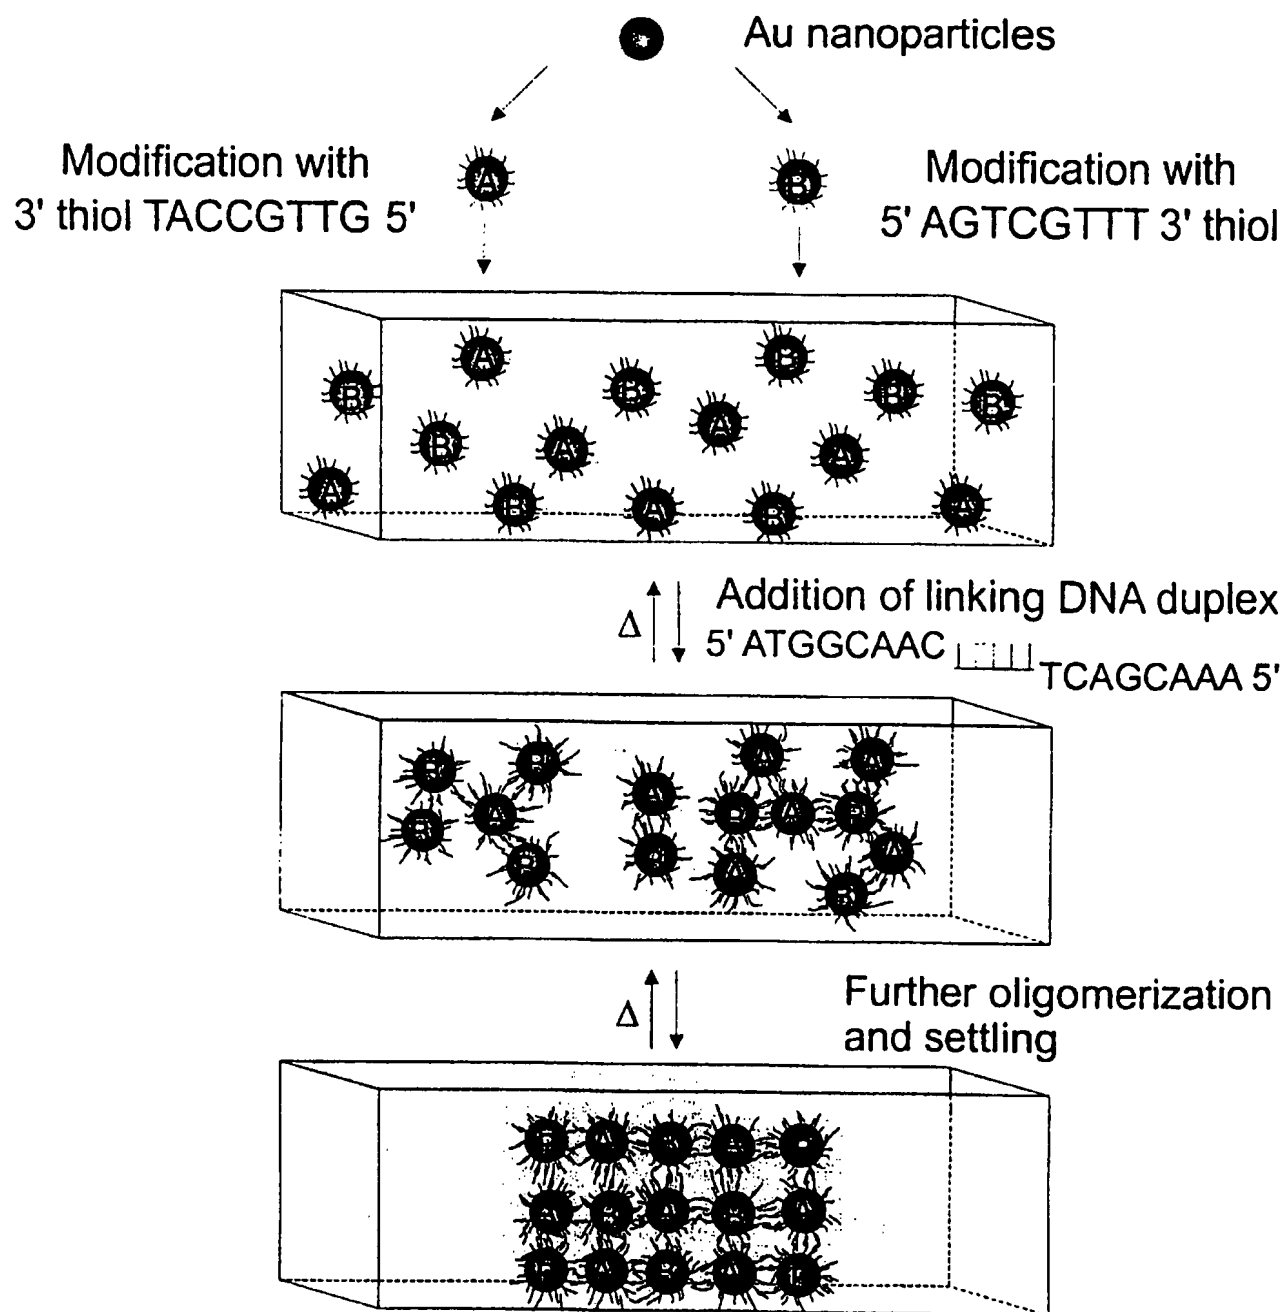 Au nanoparticles
Modification with
3' thiol TACCGTTG 5'
A
B
Modification with
5' AGTCGTTT 3' thiol
A
B
B
B
B
B
A
B
A
A
A
B
A
B
A
Δ
Addition of linking DNA duplex
5' ATGGCAAC
TCAGCAAA 5'
B
B
A
A
A
A
B
A
B
B
B
B
A
A
B
Δ
Further oligomerization
and settling
B A B A B
A B A B A
B A B A B